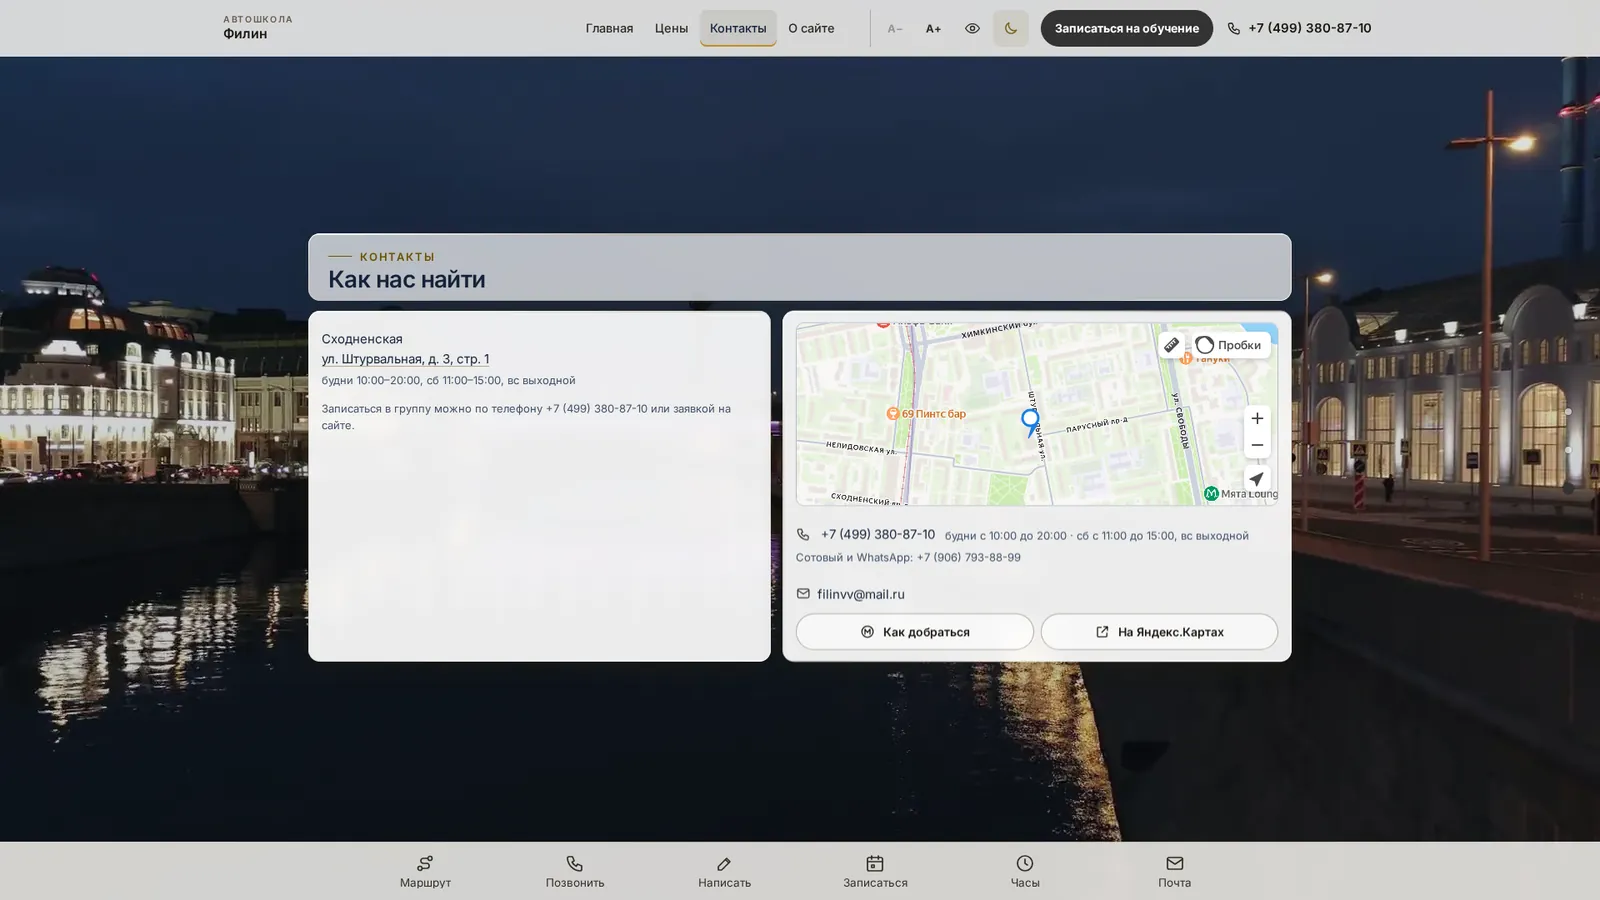 АВТОШКОЛА
Филин
Главная
Цены
Контакты
О сайте
A−
A+
Записаться на обучение
+7 (499) 380-87-10
КОНТАКТЫ
Как нас найти
Сходненская
ул. Штурвальная, д. 3, стр. 1
будни 10:00–20:00, сб 11:00–15:00, вс выходной
Записаться в группу можно по телефону +7 (499) 380-87-10 или заявкой на
сайте.
ХИМКИНСКИЙ бул.
Пробки
69 Пинтс бар
ПАРУСНЫЙ пр-д
ул. СВОБОДЫ
НЕЛИДОВСКАЯ ул.
СХОДНЕНСКИЙ
Мята Loung
+7 (499) 380-87-10
будни с 10:00 до 20:00 · сб с 11:00 до 15:00, вс выходной
Сотовый и WhatsApp: +7 (906) 793-88-99
filinvv@mail.ru
Как добраться
На Яндекс.Картах
Маршрут
Позвонить
Написать
Записаться
Часы
Почта